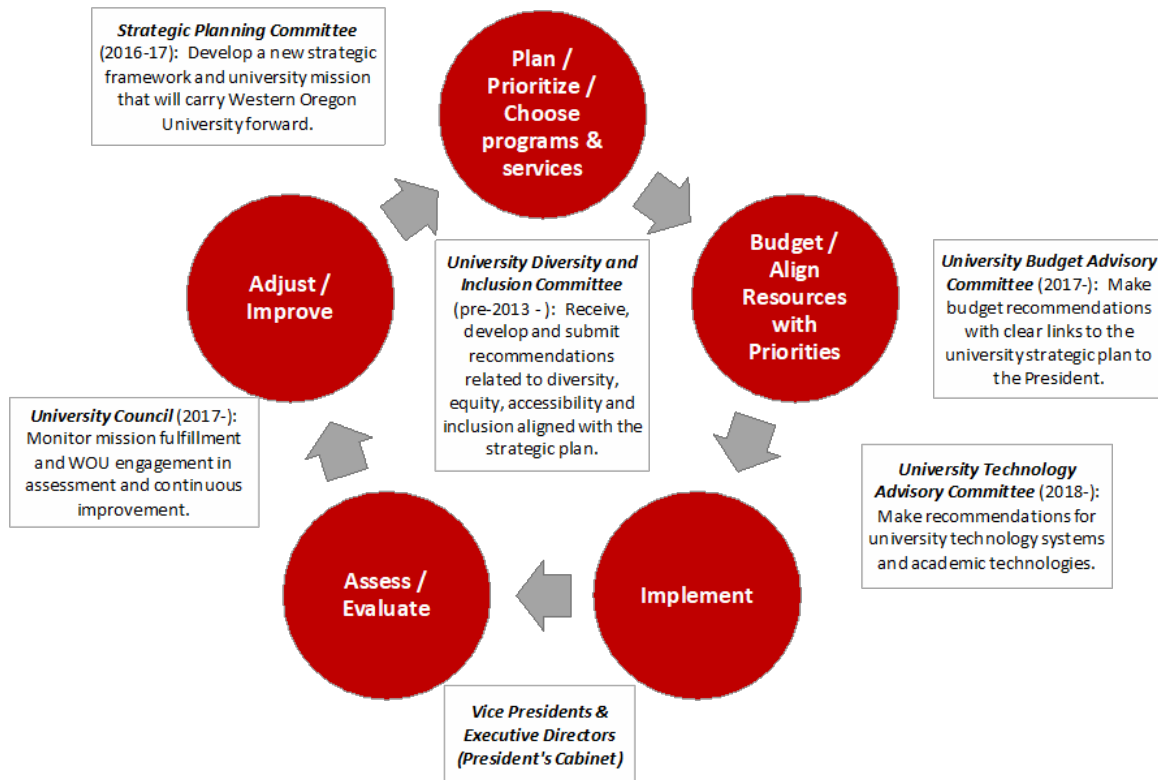 Strategic Planning Committee
(2016-17): Develop a new strategic
framework and university mission
that will carry Western Oregon
University forward.
Plan /
Prioritize /
Choose
programs &
services
Adjust /
Improve
University Diversity and
Inclusion Committee
(pre-2013 - ): Receive,
develop and submit
recommendations
related to diversity,
equity, accessibility and
inclusion aligned with the
strategic plan.
Budget /
Align
Resources
with
Priorities
University Budget Advisory
Committee (2017-): Make
budget recommendations
with clear links to the
university strategic plan to
the President.
University Council (2017-):
Monitor mission fulfillment
and WOU engagement in
assessment and continuous
improvement.
University Technology
Advisory Committee (2018-):
Make recommendations for
university technology systems
and academic technologies.
Assess /
Evaluate
Implement
Vice Presidents &
Executive Directors
(President's Cabinet)